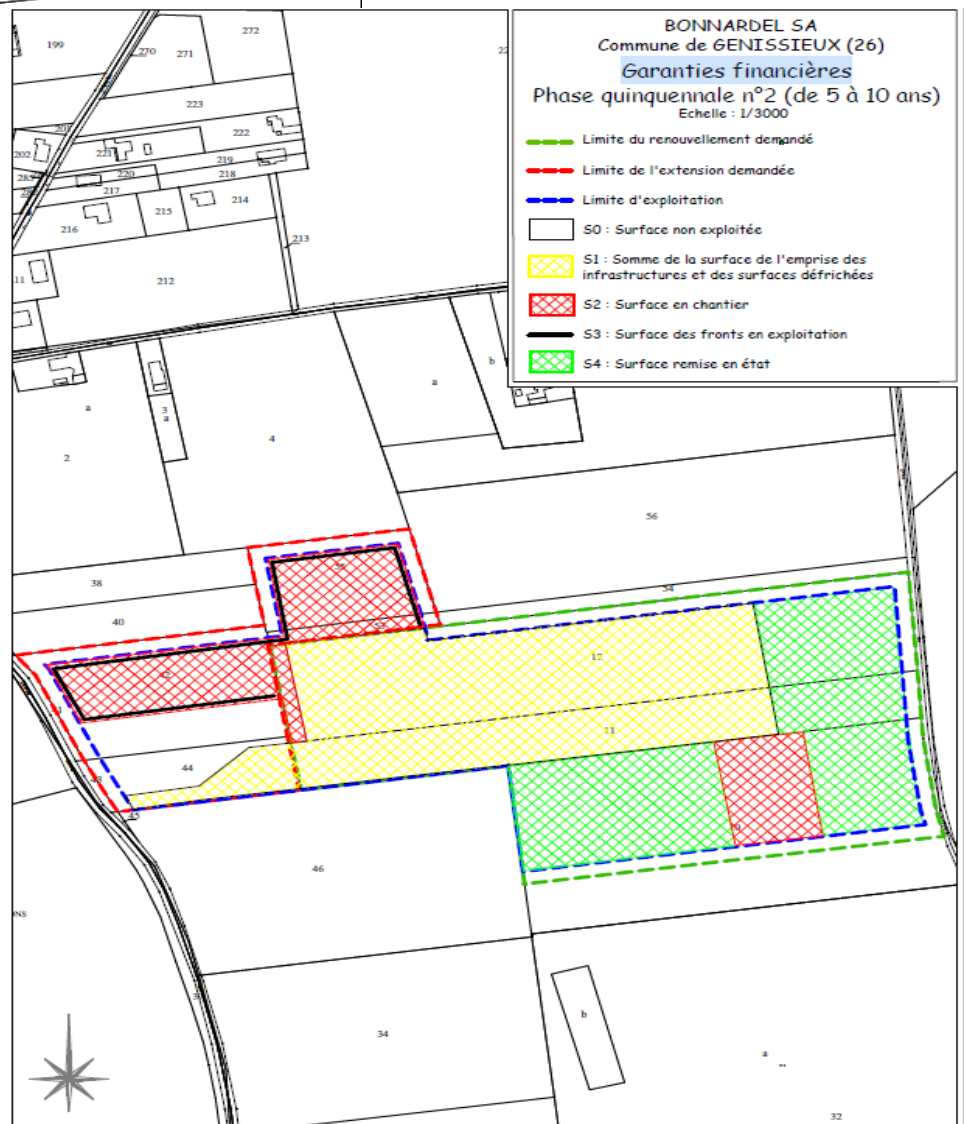 BONNARDEL SA
Commune de GENISSIEUX (26)
Garanties financières
Phase quinquennale n°2 (de 5 à 10 ans)
Echelle : 1/3000
Limite du renouvellement demandé
Limite de l'extension demandée
Limite d'exploitation
S0 : Surface non exploitée
S1 : Somme de la surface de l'emprise des
infrastructures et des surfaces défrichées
S2 : Surface en chantier
S3 : Surface des fronts en exploitation
S4 : Surface remise en état
272
199
270
271
223
201
222
202
221
219
220
218
217
214
215
216
213
212
11
b
a
a
3
a
4
2
56
38
54
40
17
42
44
46
34
b
a
32